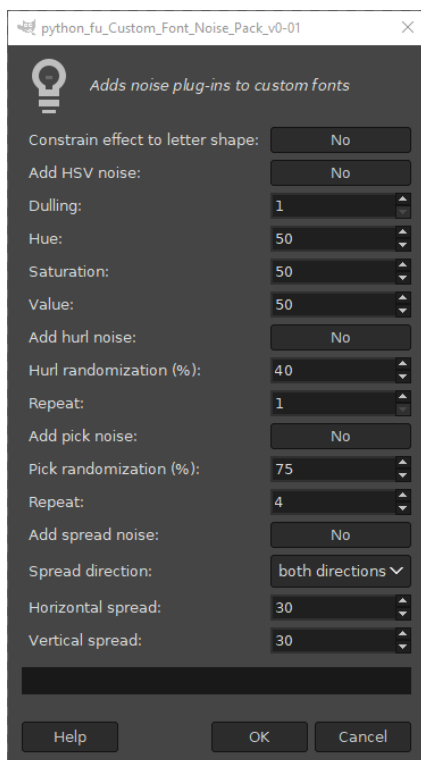 python_fu_Custom_Font_Noise_Pack_v0-01
Adds noise plug-ins to custom fonts
Constrain effect to letter shape: No
Add HSV noise: No
Dulling: 1
Hue: 50
Saturation: 50
Value: 50
Add hurl noise: No
Hurl randomization (%): 40
Repeat: 1
Add pick noise: No
Pick randomization (%): 75
Repeat: 4
Add spread noise: No
Spread direction: both directions
Horizontal spread: 30
Vertical spread: 30
Help OK Cancel